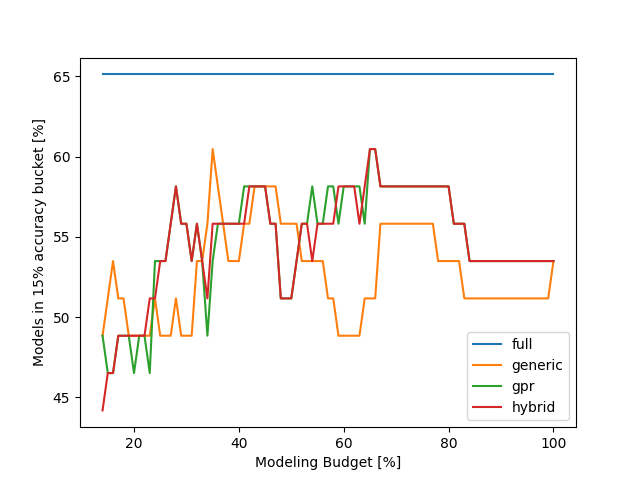 Models in 15% accuracy bucket [%]
65
60
55
50
45
20
40
60
80
100
Modeling Budget [%]
full
generic
gpr
hybrid